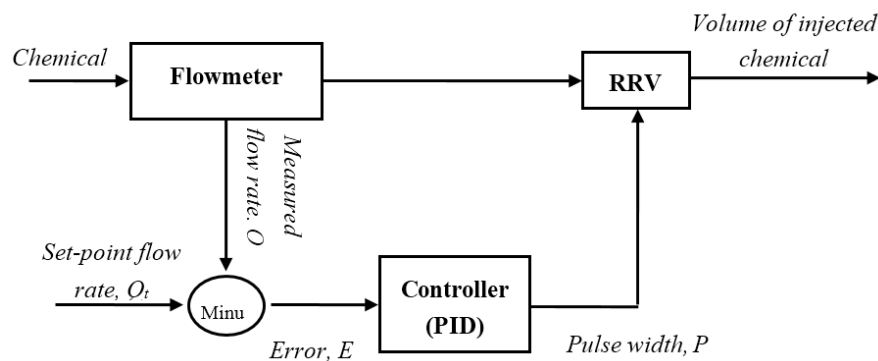 Chemical
Flowmeter
RRV
Volume of injected
chemical
Measured
flow rate. O
Set-point flow
rate, Qt
Minu
Error, E
Controller
(PID)
Pulse width, P